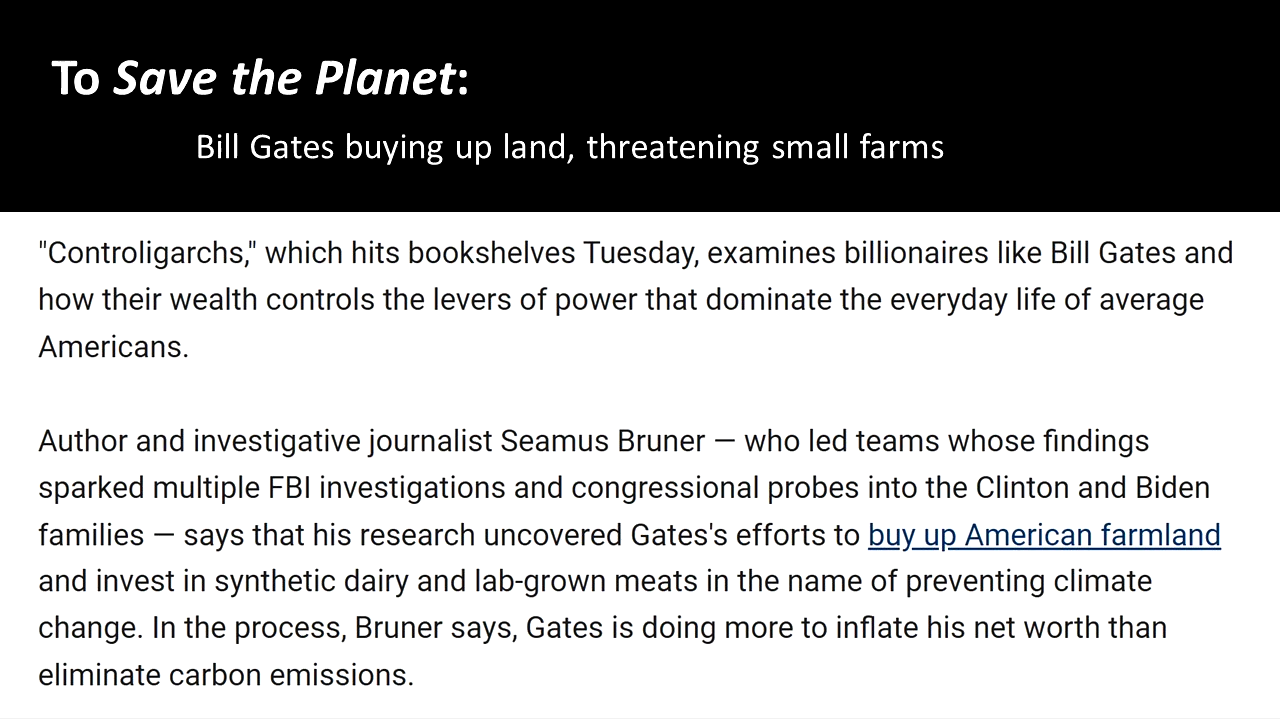 To Save the Planet:
Bill Gates buying up land, threatening small farms
"Controligarchs," which hits bookshelves Tuesday, examines billionaires like Bill Gates and
how their wealth controls the levers of power that dominate the everyday life of average
Americans.
Author and investigative journalist Seamus Bruner — who led teams whose findings
sparked multiple FBI investigations and congressional probes into the Clinton and Biden
families — says that his research uncovered Gates's efforts to buy up American farmland
and invest in synthetic dairy and lab-grown meats in the name of preventing climate
change. In the process, Bruner says, Gates is doing more to inflate his net worth than
eliminate carbon emissions.